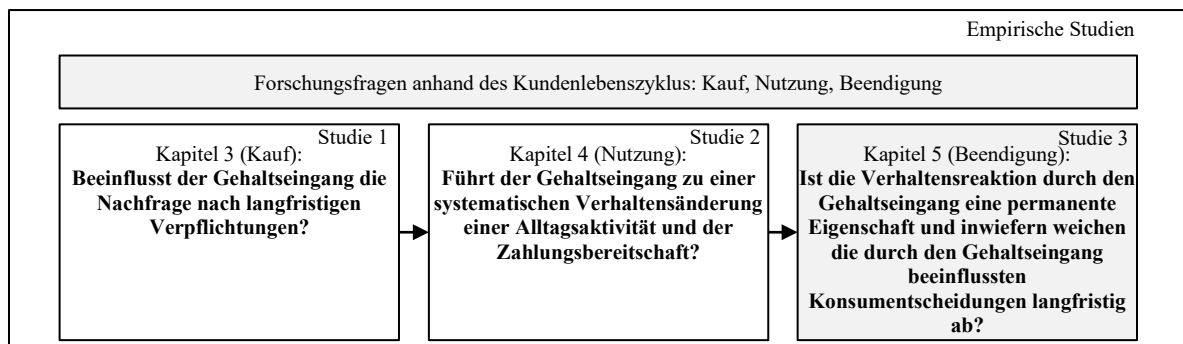 Empirische Studien
Forschungsfragen anhand des Kundenlebenszyklus: Kauf, Nutzung, Beendigung
Studie 1
Kapitel 3 (Kauf):
Beeinflusst der Gehaltseingang die
Nachfrage nach langfristigen
Verpflichtungen?
Studie 2
Kapitel 4 (Nutzung):
Führt der Gehaltseingang zu einer
systematischen Verhaltensänderung
einer Alltagsaktivität und der
Zahlungsbereitschaft?
Studie 3
Kapitel 5 (Beendigung):
Ist die Verhaltensreaktion durch den
Gehaltseingang eine permanente
Eigenschaft und inwiefern weichen
die durch den Gehaltseingang
beeinflussten
Konsumentscheidungen langfristig
ab?